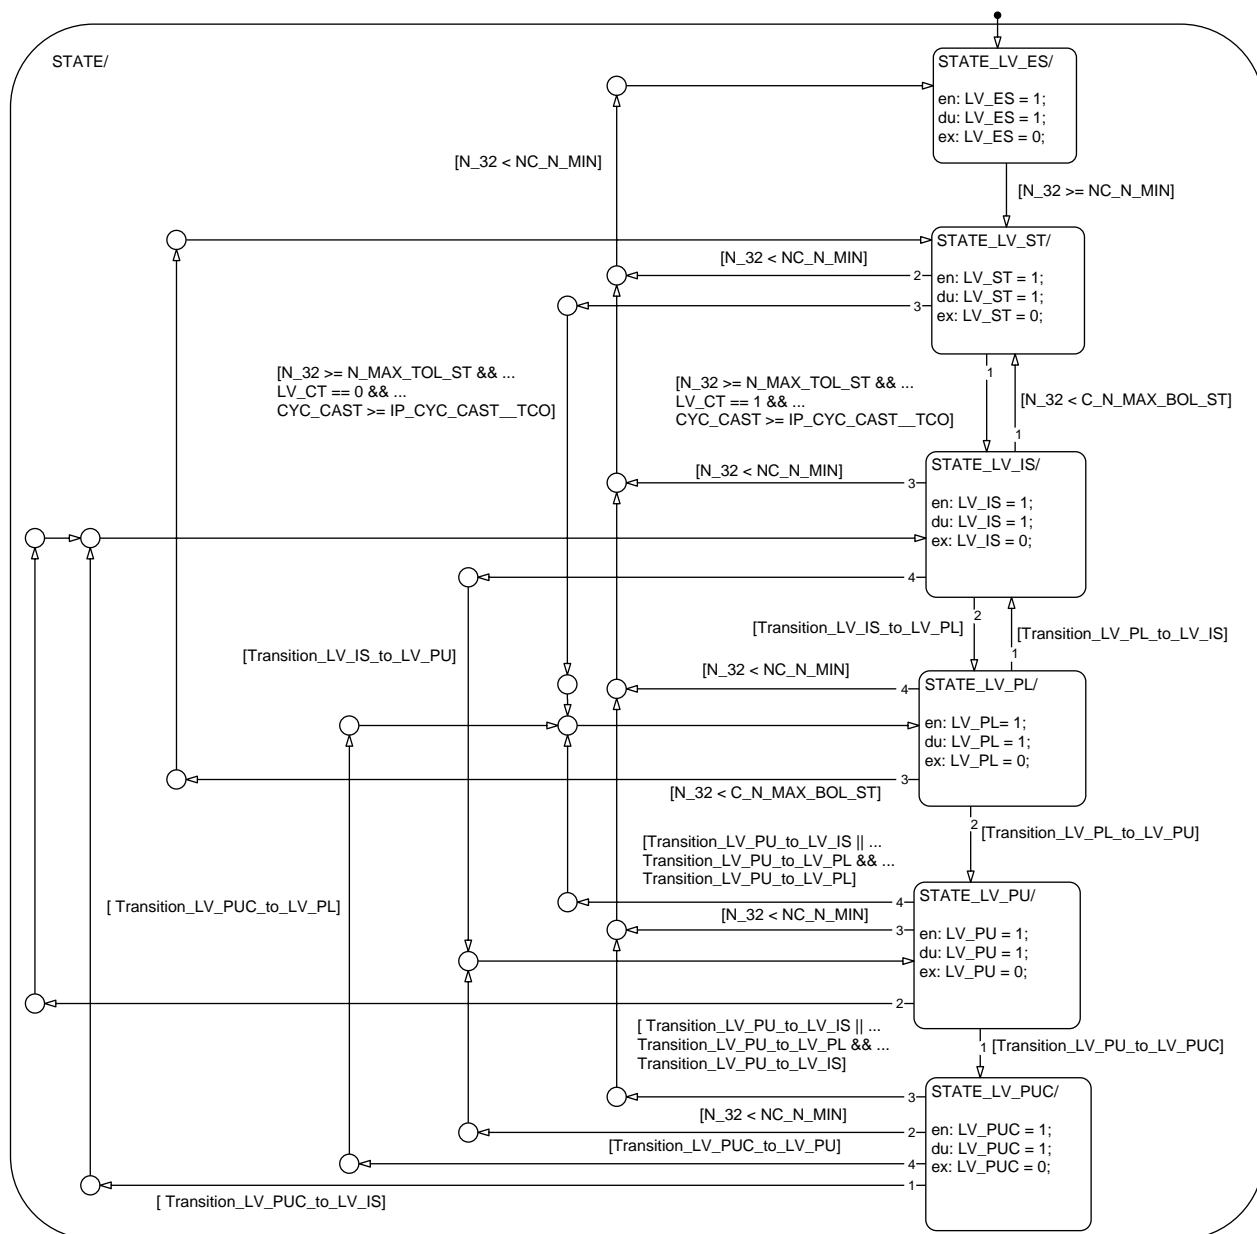 STATE/
STATE_LV_ES/
en: LV_ES = 1;
du: LV_ES = 1;
ex: LV_ES = 0;
[N_32 < NC_N_MIN]
[N_32 >= NC_N_MIN]
STATE_LV_ST/
en: LV_ST = 1;
du: LV_ST = 1;
ex: LV_ST = 0;
[N_32 < NC_N_MIN]
2
3
1
[N_32 >= N_MAX_TOL_ST && ...
LV_CT == 0 && ...
CYC_CAST >= IP_CYC_CAST__TCO]
[N_32 >= N_MAX_TOL_ST && ...
LV_CT == 1 && ...
CYC_CAST >= IP_CYC_CAST__TCO]
[N_32 < C_N_MAX_BOL_ST]
1
STATE_LV_IS/
en: LV_IS = 1;
du: LV_IS = 1;
ex: LV_IS = 0;
[N_32 < NC_N_MIN]
3
4
2
[Transition_LV_IS_to_LV_PL]
[Transition_LV_PL_to_LV_IS]
1
[Transition_LV_IS_to_LV_PU]
[N_32 < NC_N_MIN]
4
STATE_LV_PL/
en: LV_PL= 1;
du: LV_PL = 1;
ex: LV_PL = 0;
3
[N_32 < C_N_MAX_BOL_ST]
2
[Transition_LV_PL_to_LV_PU]
[Transition_LV_PU_to_LV_IS || ...
Transition_LV_PU_to_LV_PL && ...
Transition_LV_PU_to_LV_PL]
4
[ Transition_LV_PUC_to_LV_PL]
[N_32 < NC_N_MIN]
3
STATE_LV_PU/
en: LV_PU = 1;
du: LV_PU = 1;
ex: LV_PU = 0;
2
[ Transition_LV_PU_to_LV_IS || ...
Transition_LV_PU_to_LV_PL && ...
Transition_LV_PU_to_LV_IS]
1
[Transition_LV_PU_to_LV_PUC]
STATE_LV_PUC/
en: LV_PUC = 1;
du: LV_PUC = 1;
ex: LV_PUC = 0;
3
[N_32 < NC_N_MIN]
2
[Transition_LV_PUC_to_LV_PU]
4
1
[ Transition_LV_PUC_to_LV_IS]